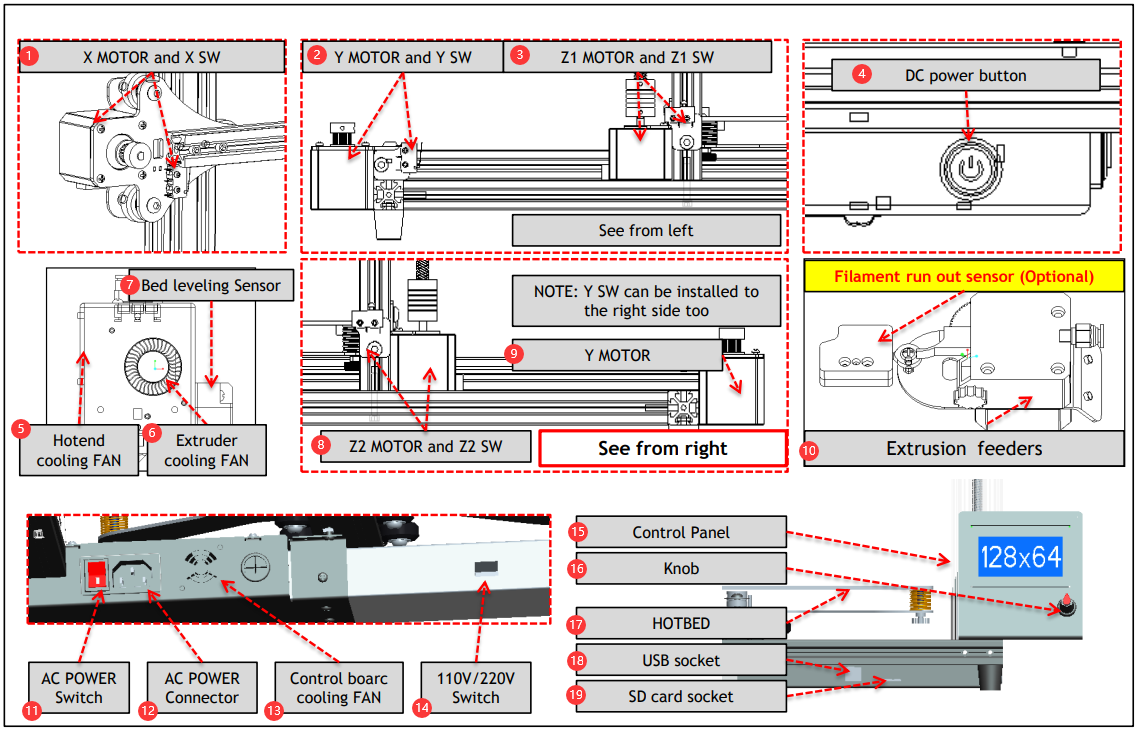 1 X MOTOR and X SW
2 Y MOTOR and Y SW
3 Z1 MOTOR and Z1 SW
See from left
4 DC power button
7 Bed leveling Sensor
5 Hotend
cooling FAN
6 Extruder
cooling FAN
NOTE: Y SW can be installed to
the right side too
9 Y MOTOR
8 Z2 MOTOR and Z2 SW
See from right
Filament run out sensor (Optional)
10 Extrusion feeders
11 AC POWER
Switch
12 AC POWER
Connector
13 Control boarc
cooling FAN
14 110V/220V
Switch
15 Control Panel
16 Knob
17 HOTBED
18 USB socket
19 SD card socket
128x64